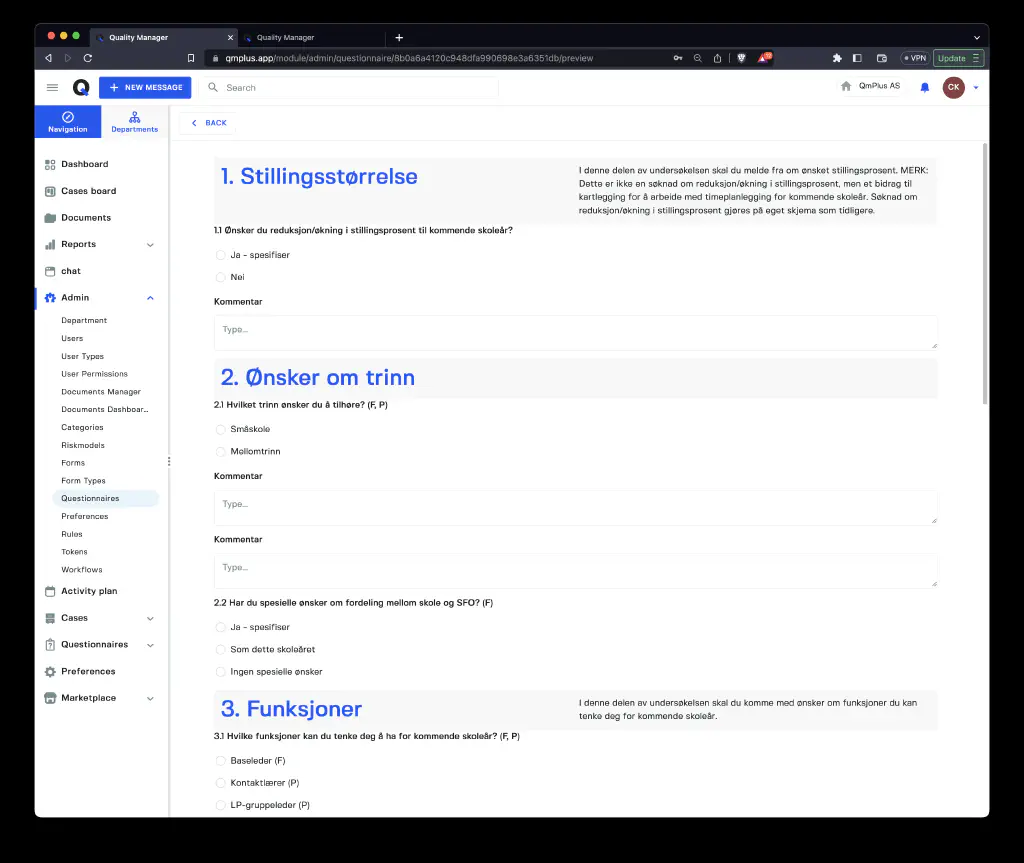 Quality Manager
Quality Manager
qmplus.app/module/admin/questionnaire/8b0a6a4120c948dfa990698e3a6351db/preview
VPN
Update
NEW MESSAGE
Search
QmPlus AS
CK
Navigation
Departments
BACK
Dashboard
Cases board
Documents
Reports
chat
Admin
Department
Users
User Types
User Permissions
Documents Manager
Documents Dashboar...
Categories
Riskmodels
Forms
Form Types
Questionnaires
Preferences
Rules
Tokens
Workflows
Activity plan
Cases
Questionnaires
Preferences
Marketplace
1. Stillingsstørrelse
I denne delen av undersøkelsen skal du melde fra om ønsket stillingsprosent. MERK:
Dette er ikke en søknad om reduksjon/økning i stillingsprosent, men et bidrag til
kartlegging for å arbeide med timeplanlegging for kommende skoleår. Søknad om
reduksjon/økning i stillingsprosent gjøres på eget skjema som tidligere.
1.1 Ønsker du reduksjon/økning i stillingsprosent til kommende skoleår?
Ja - spesifiser
Nei
Kommentar
Type...
2. Ønsker om trinn
2.1 Hvilket trinn ønsker du å tilhøre? (F, P)
Småskole
Mellomtrinn
Kommentar
Type...
Kommentar
Type...
2.2 Har du spesielle ønsker om fordeling mellom skole og SFO? (F)
Ja - spesifiser
Som dette skoleåret
Ingen spesielle ønsker
3. Funksjoner
I denne delen av undersøkelsen skal du komme med ønsker om funksjoner du kan
tenke deg for kommende skoleår.
3.1 Hvilke funksjoner kan du tenke deg å ha for kommende skoleår? (F, P)
Baseleder (F)
Kontaktlærer (P)
LP-gruppeleder (P)